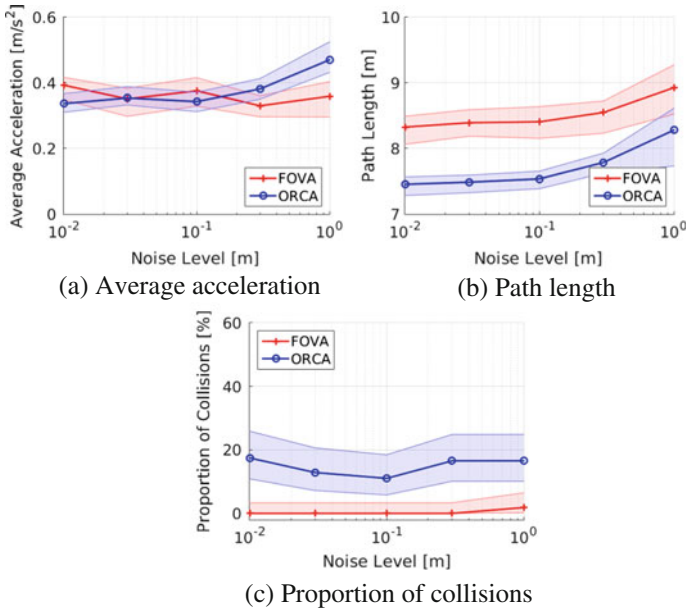 Average Acceleration [m/s²]
0.6
0.4
0.2
0
FOVA
ORCA
10⁻²
10⁻¹
10⁰
Noise Level [m]
(a) Average acceleration
Path Length [m]
10
9
8
7
FOVA
ORCA
10⁻²
10⁻¹
10⁰
Noise Level [m]
(b) Path length
Proportion of Collisions [%]
60
40
20
0
FOVA
ORCA
10⁻²
10⁻¹
10⁰
Noise Level [m]
(c) Proportion of collisions